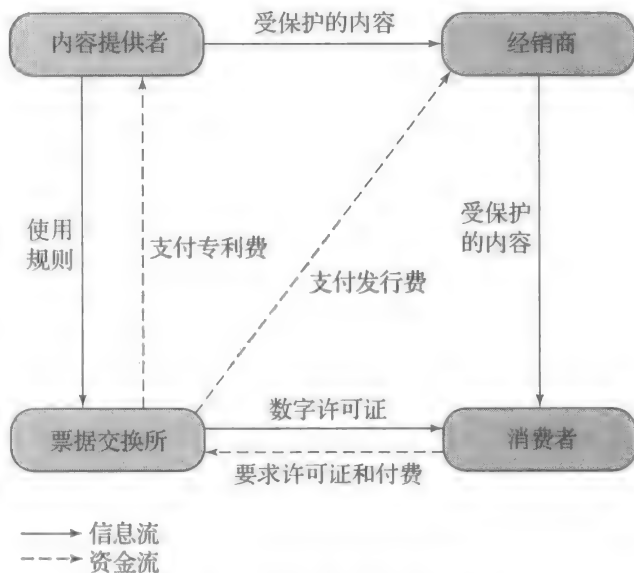 受保护的内容
内容提供者
经销商
使用
规则
支付专利费
受保护
的内容
支付发行费
数字许可证
票据交换所
消费者
要求许可证和付费
信息流
资金流